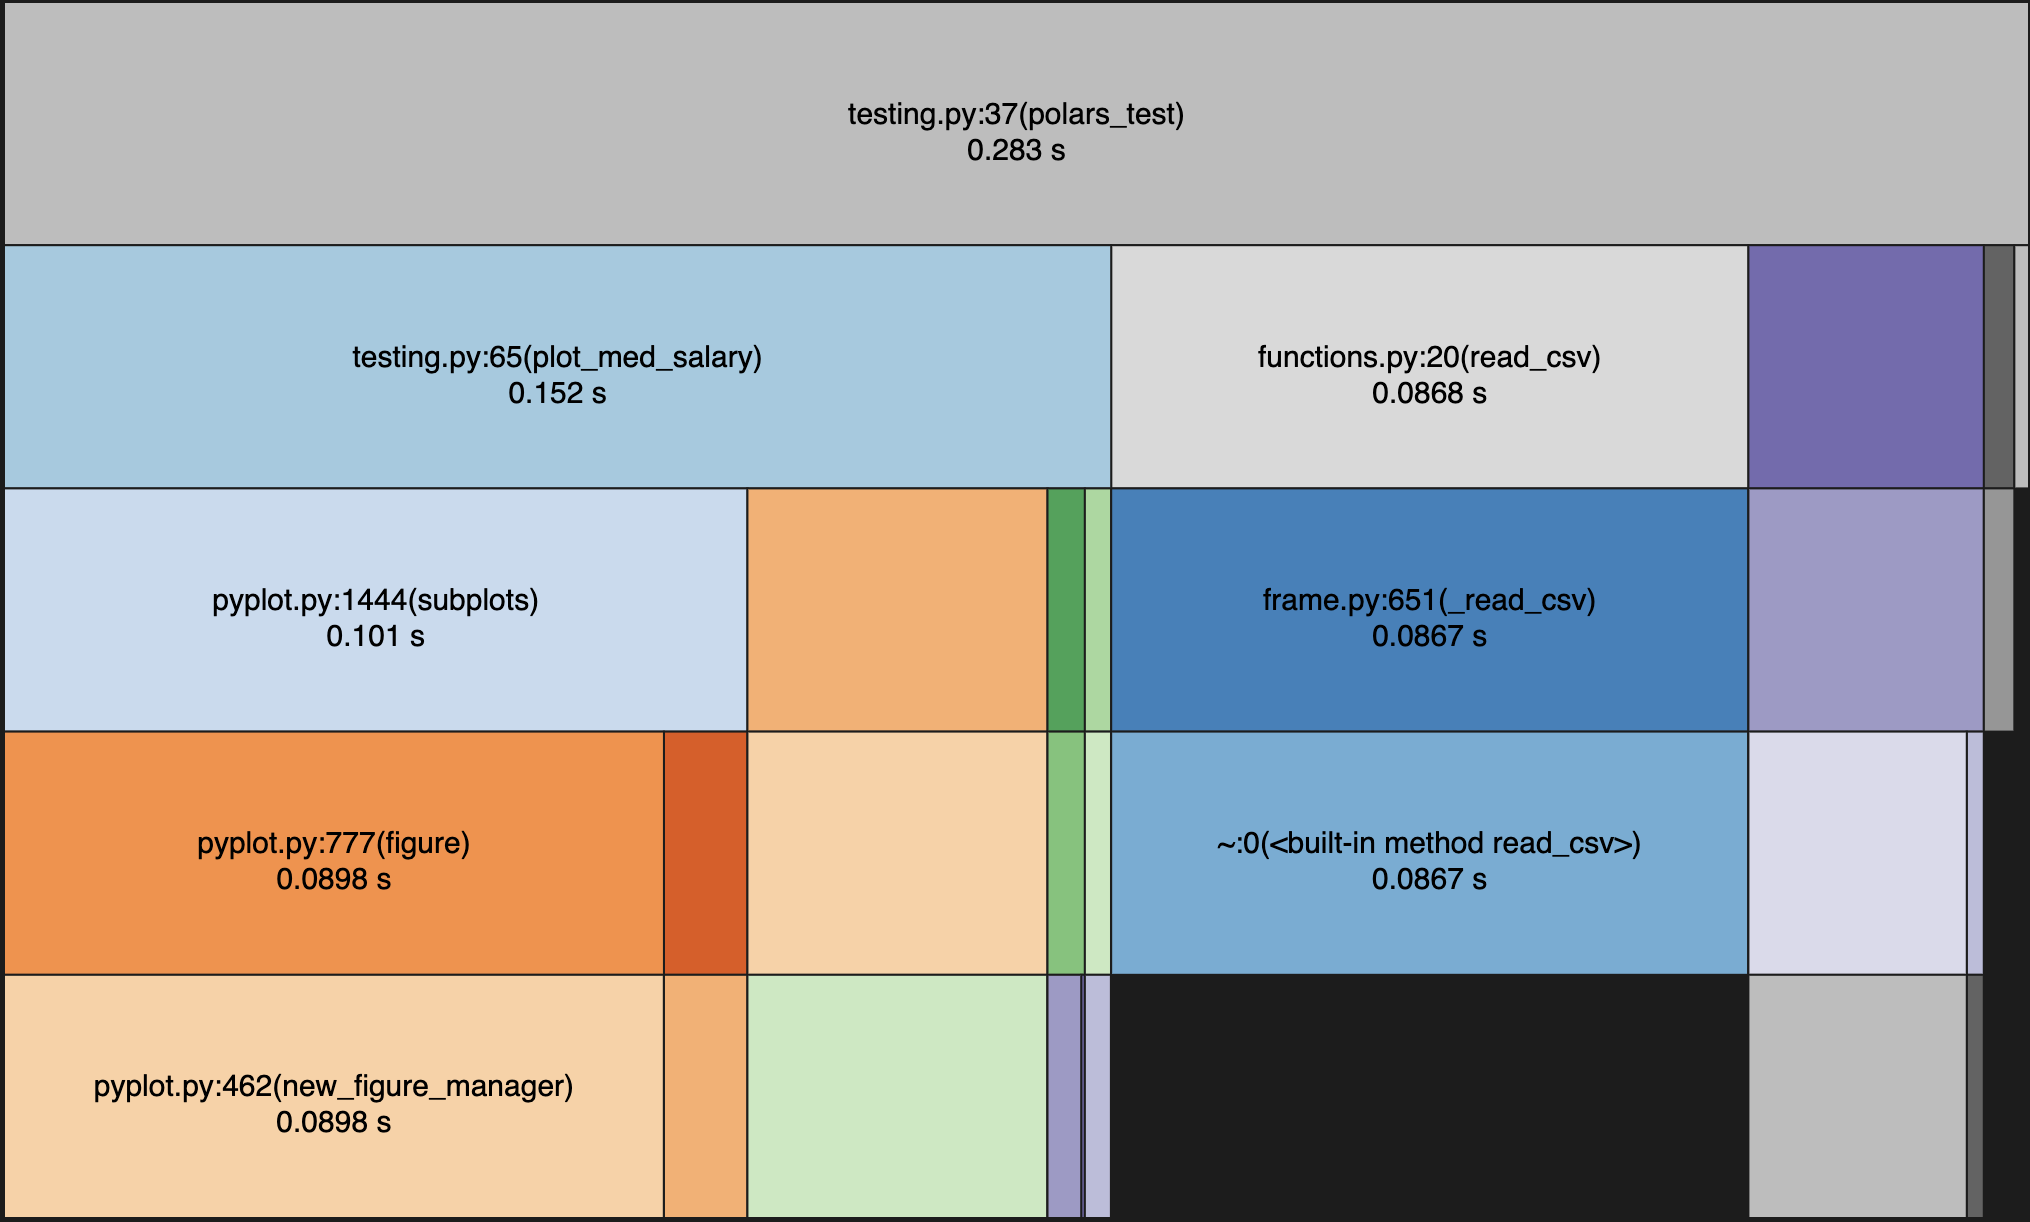 testing.py:37(polars_test)
0.283 s
testing.py:65(plot_med_salary)
0.152 s
functions.py:20(read_csv)
0.0868 s
pyplot.py:1444(subplots)
0.101 s
frame.py:651(_read_csv)
0.0867 s
pyplot.py:777(figure)
0.0898 s
~:0(<built-in method read_csv>)
0.0867 s
pyplot.py:462(new_figure_manager)
0.0898 s